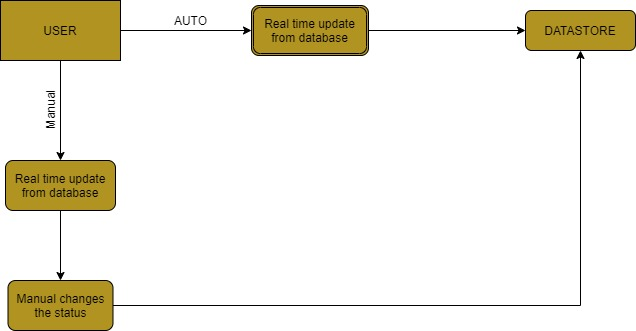 USER
AUTO
Real time update
from database
DATASTORE
Manual
Real time update
from database
Manual changes
the status